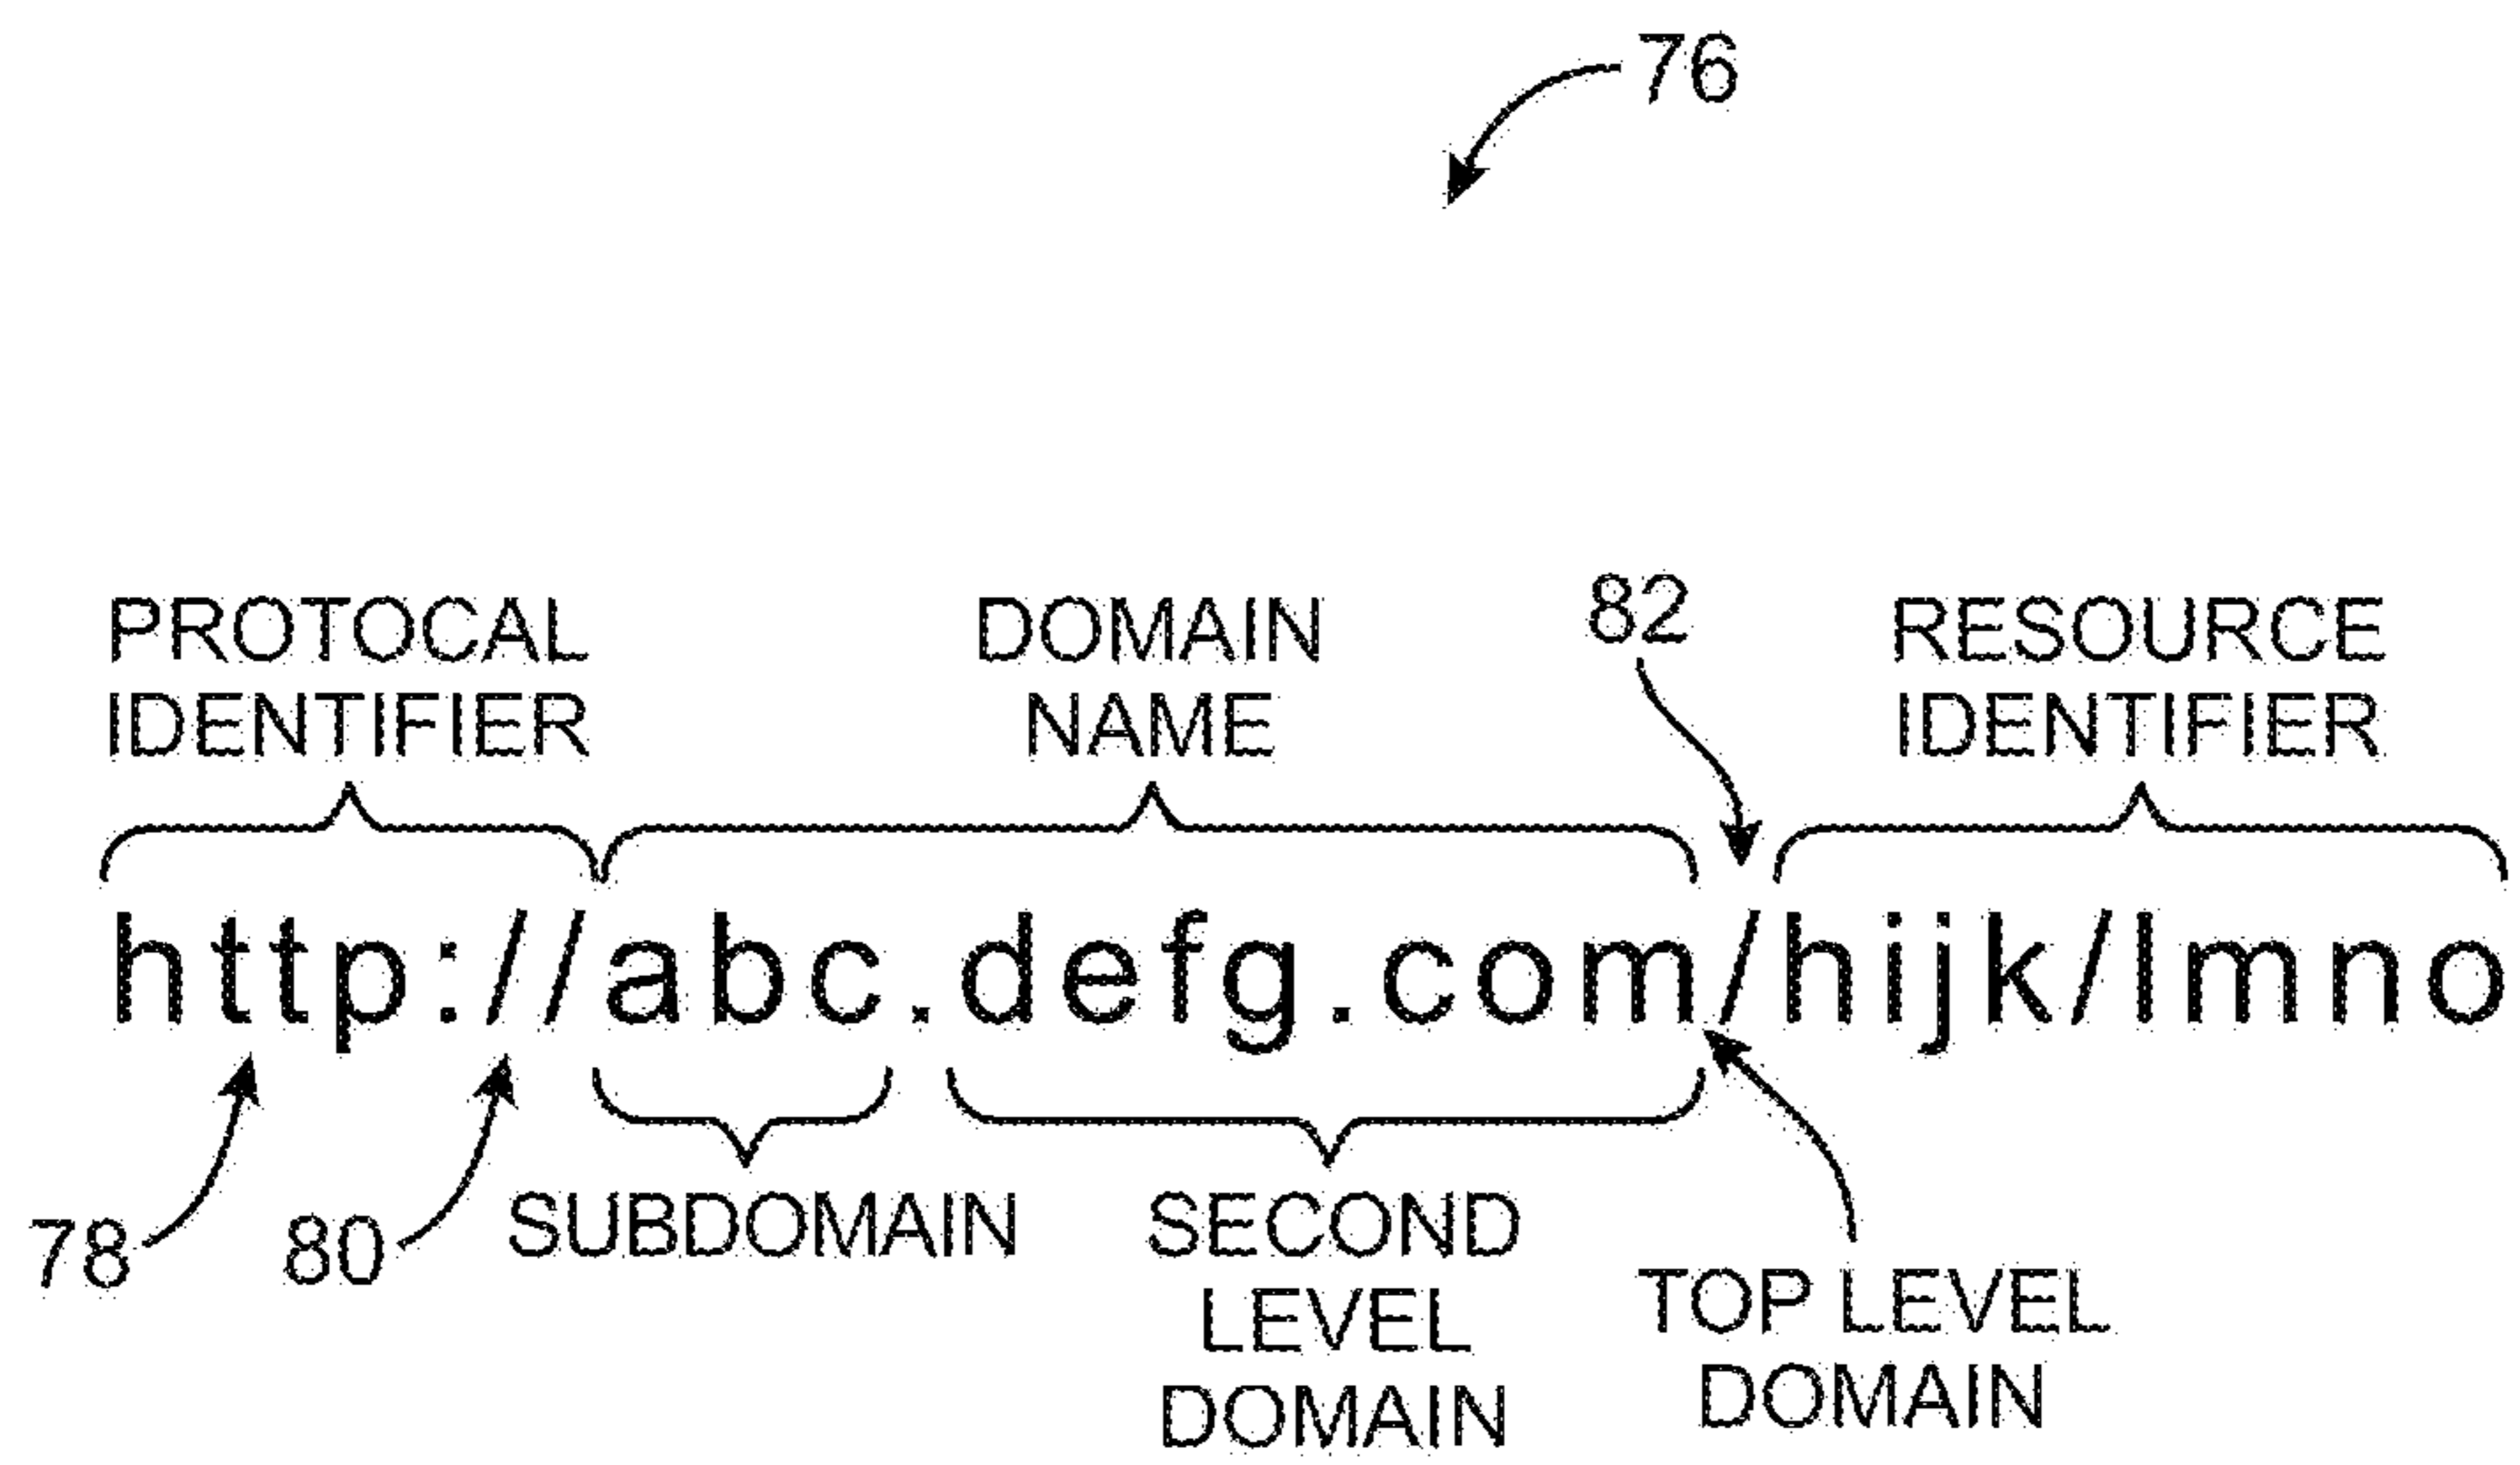 76
PROTOCAL
IDENTIFIER
DOMAIN
NAME
82
RESOURCE
IDENTIFIER
http://abc.defg.com/hijk/lmno
78
80
SUBDOMAIN
SECOND
LEVEL
DOMAIN
TOP LEVEL
DOMAIN